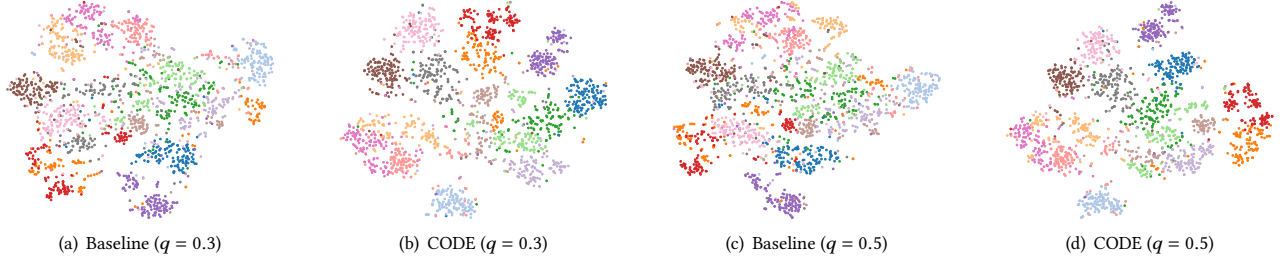 (a) Baseline (q = 0.3)
(b) CODE (q = 0.3)
(c) Baseline (q = 0.5)
(d) CODE (q = 0.5)